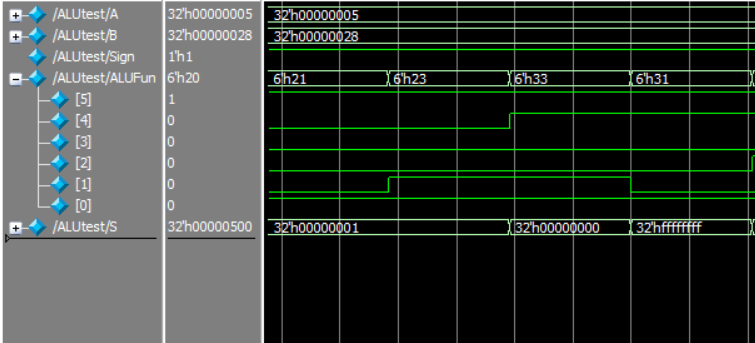 /ALUtest/A 32'h00000005 32'h00000005
/ALUtest/B 32'h00000028 32'h00000028
/ALUtest/Sign 1'h1
/ALUtest/ALUFun 6'h20 6'h21 6'h23 6'h33 6'h31
[5] 1
[4] 0
[3] 0
[2] 0
[1] 0
[0] 0
/ALUtest/S 32'h00000500 32'h00000001 32'h00000000 32'hffffffff